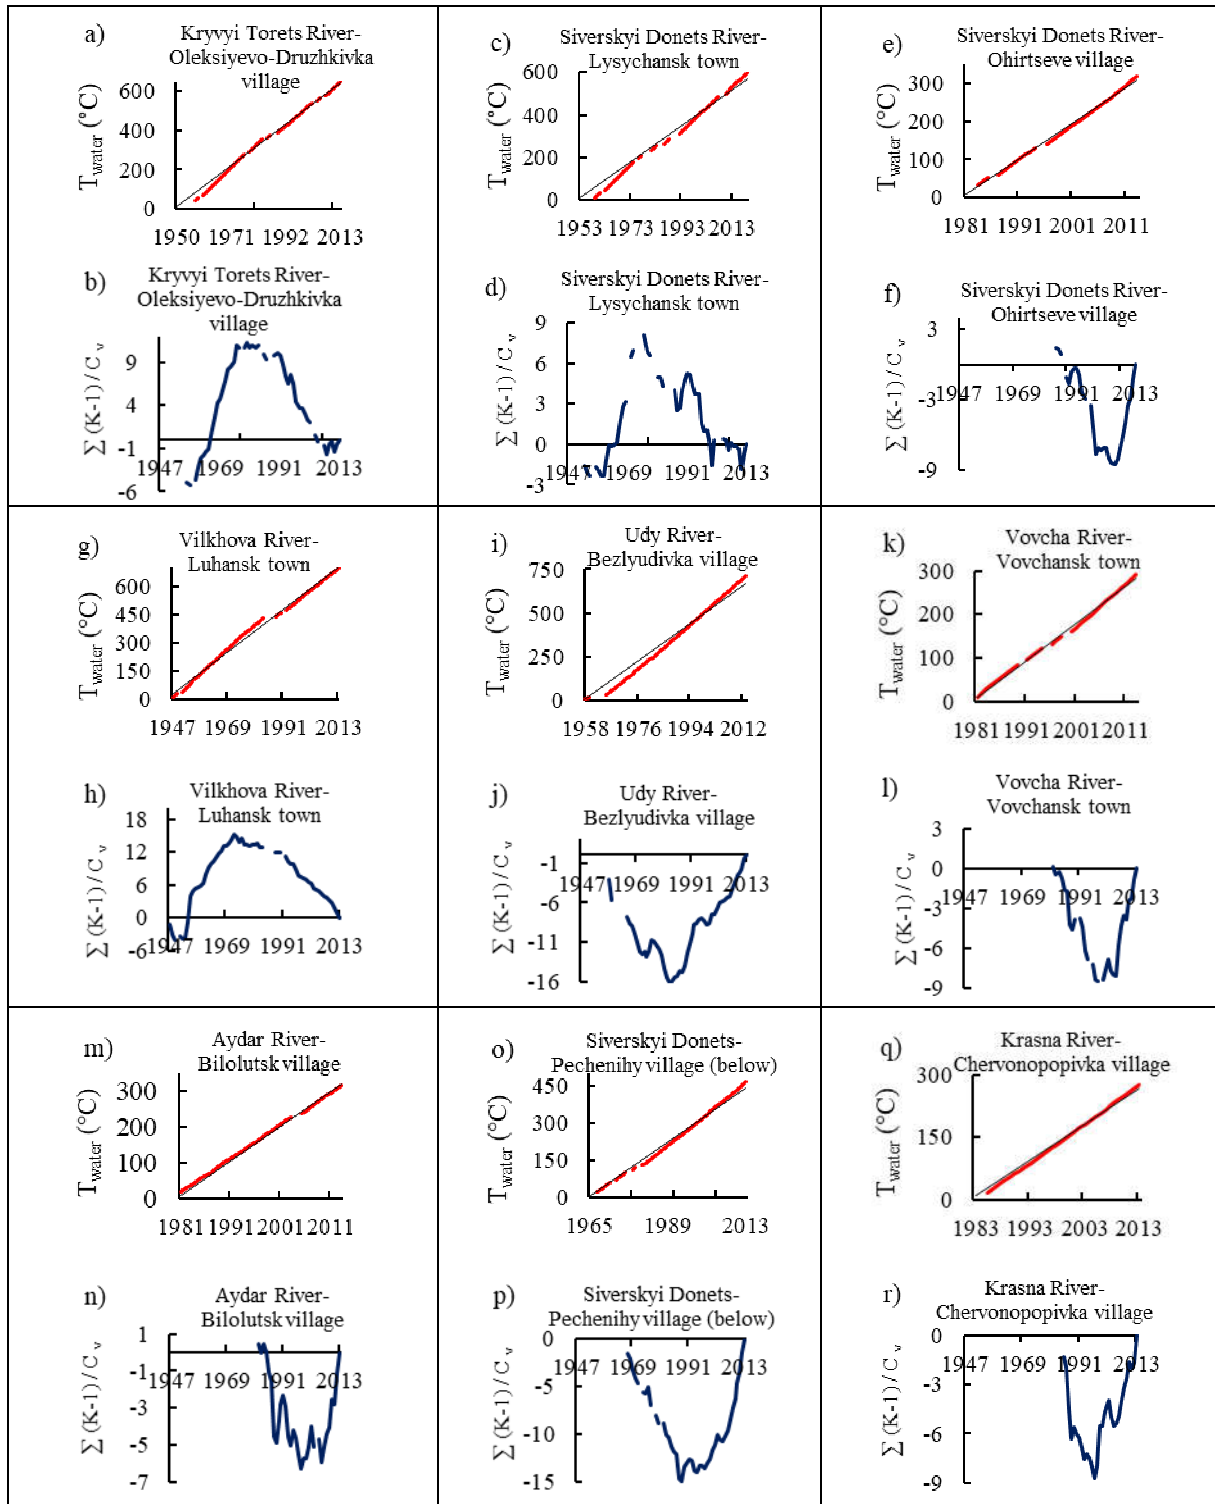 a)
Kryvyi Torets River-
Oleksiyevo-Druzhkivka
village
T water (°C)
600
400
200
0
1950 1971 1992 2013
b)
Kryvyi Torets River-
Oleksiyevo-Druzhkivka
village
∑ (K-1) / C v
9
4
-1
-6
1947 1969 1991 2013
c)
Siverskyi Donets River-
Lysychansk town
T water (°C)
600
400
200
0
1953 1973 1993 2013
d)
Siverskyi Donets River-
Lysychansk town
∑ (K-1) / C v
9
6
3
0
-3
1947 1969 1991 2013
e)
Siverskyi Donets River-
Ohirtseve village
T water (°C)
300
200
100
0
1981 1991 2001 2011
f)
Siverskyi Donets River-
Ohirtseve village
∑ (K-1) / C v
3
-3
-9
1947 1969 1991 2013
g)
Vilkhova River-
Luhansk town
T water (°C)
600
450
300
150
0
1947 1969 1991 2013
h)
Vilkhova River-
Luhansk town
∑ (K-1) / C v
18
12
6
0
-6
1947 1969 1991 2013
i)
Udy River-
Bezlyudivka village
T water (°C)
750
500
250
0
1958 1976 1994 2012
j)
Udy River-
Bezlyudivka village
∑ (K-1) / C v
-1
-6
-11
-16
1947 1969 1991 2013
k)
Vovcha River-
Vovchansk town
T water (°C)
300
200
100
0
1981 1991 2001 2011
l)
Vovcha River-
Vovchansk town
∑ (K-1) / C v
3
0
-3
-6
-9
1947 1969 1991 2013
m)
Aydar River-
Bilolutsk village
T water (°C)
300
200
100
0
1981 1991 2001 2011
n)
Aydar River-
Bilolutsk village
∑ (K-1) / C v
1
-1
-3
-5
-7
1947 1969 1991 2013
o)
Siverskyi Donets-
Pechenihy village (below)
T water (°C)
450
300
150
0
1965 1989 2013
p)
Siverskyi Donets-
Pechenihy village (below)
∑ (K-1) / C v
0
-5
-10
-15
1947 1969 1991 2013
q)
Krasna River-
Chervonopopivka village
T water (°C)
300
150
0
1983 1993 2003 2013
r)
Krasna River-
Chervonopopivka village
∑ (K-1) / C v
0
-3
-6
-9
1947 1969 1991 2013